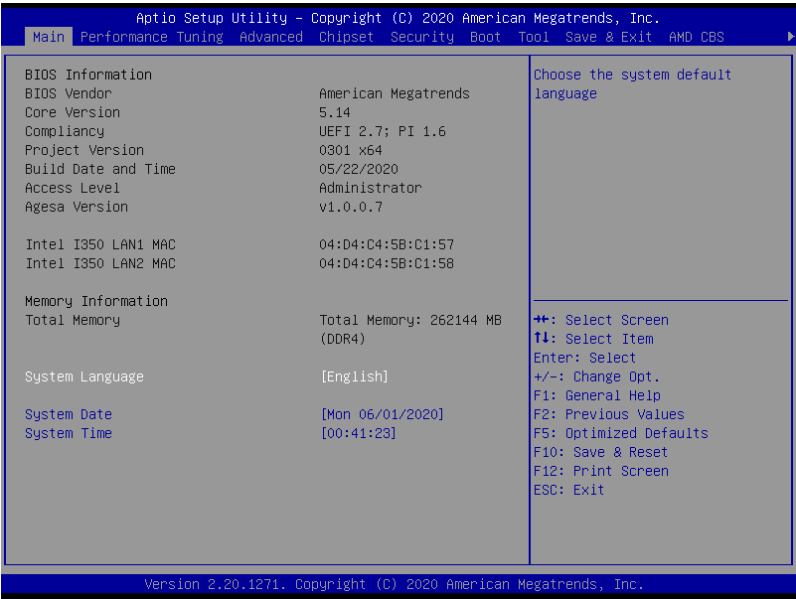 Aptio Setup Utility – Copyright (C) 2020 American Megatrends, Inc.
Main Performance Tuning Advanced Chipset Security Boot Tool Save & Exit AMD CBS
BIOS Information
BIOS Vendor American Megatrends
Core Version 5.14
Compliancy UEFI 2.7; PI 1.6
Project Version 0301 x64
Build Date and Time 05/22/2020
Access Level Administrator
Agesa Version v1.0.0.7
Intel I350 LAN1 MAC 04:D4:C4:5B:C1:57
Intel I350 LAN2 MAC 04:D4:C4:5B:C1:58
Memory Information
Total Memory Total Memory: 262144 MB
(DDR4)
System Language [English]
System Date [Mon 06/01/2020]
System Time [00:41:23]
Choose the system default
language
→←: Select Screen
↑↓: Select Item
Enter: Select
+/-: Change Opt.
F1: General Help
F2: Previous Values
F5: Optimized Defaults
F10: Save & Reset
F12: Print Screen
ESC: Exit
Version 2.20.1271. Copyright (C) 2020 American Megatrends, Inc.